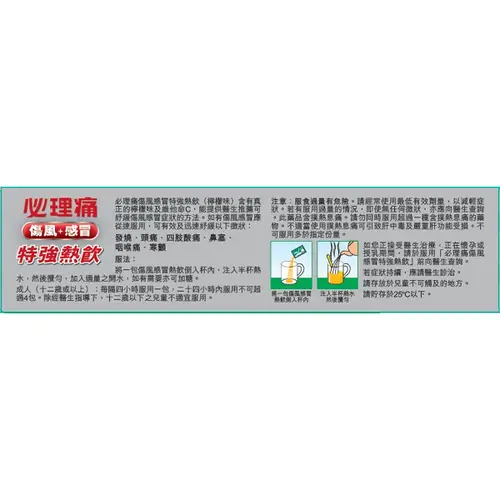 必理痛
傷風+感冒
特強熱飲
必理痛傷風感冒特強熱飲（檸檬味）含有真
正的檸檬味及維他命C，能提供醫生推薦可
紓緩傷風感冒症狀的方法。如有傷風感冒應
從速服用，可有效及迅速紓緩以下徵狀：
發燒、頭痛、四肢酸痛、鼻塞、
咽喉痛、寒顫
服法：
將一包傷風感冒特強熱飲倒入杯內，注入半杯熱
水，然後攪勻，加入適量之開水，如有需要亦可加糖。
成人（十二歲或以上）：每隔四小時服用一包，二十四小時內服用不可超
過4包。除經醫生指導下，十二歲以下之兒童不適宜服用。
注意：服食過量有危險。請經常使用最低有效劑量，以減輕症
狀。若有服用過量的情況，即使無任何徵狀，亦應向醫生查詢
。此藥品含撲熱息痛。請勿同時服用超過一種含撲熱息痛的藥
物。不適當使用撲熱息痛可引致肝中毒及嚴重肝功能受損。不
可服用多於指定份量。
將一包傷風感冒
熱飲倒入杯內
注入半杯熱水
然後攪勻
如您正接受醫生治療，正在懷孕或
授乳期間，請於服用「必理痛傷風
感冒特強熱飲」前向醫生查詢。
若症狀持續，應請醫生診治。
請存放於兒童不可觸及的地方。
請貯存於25℃以下。